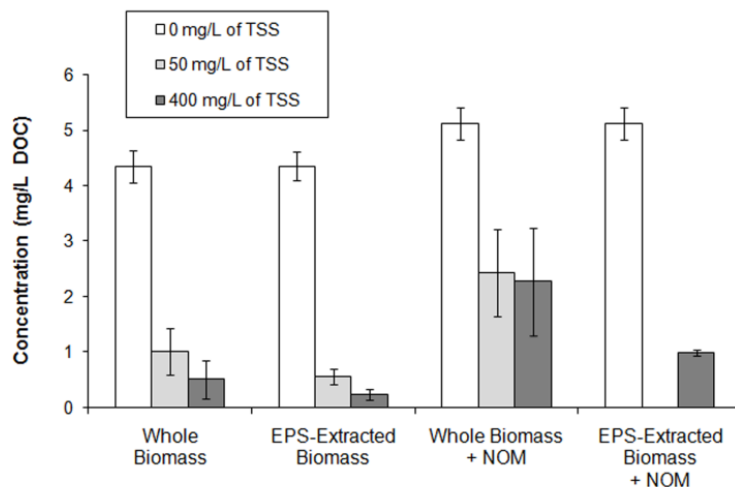 0 mg/L of TSS
50 mg/L of TSS
400 mg/L of TSS
Concentration (mg/L DOC)
6
5
4
3
2
1
0
Whole
Biomass
EPS-Extracted
Biomass
Whole Biomass
+ NOM
EPS-Extracted
Biomass
+ NOM